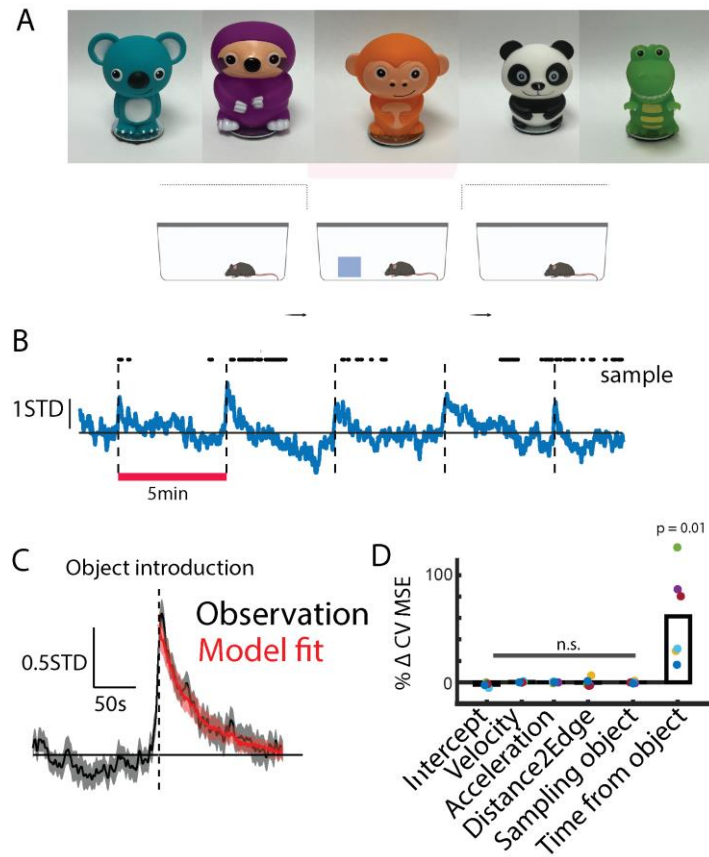 A
B
sample
1STD
5min
C
Object introduction
Observation
Model fit
0.5STD
50s
D
p = 0.01
% Δ CV MSE
100
n.s.
0
Intercept
Velocity
Acceleration
Distance2Edge
Sampling object
Time from object